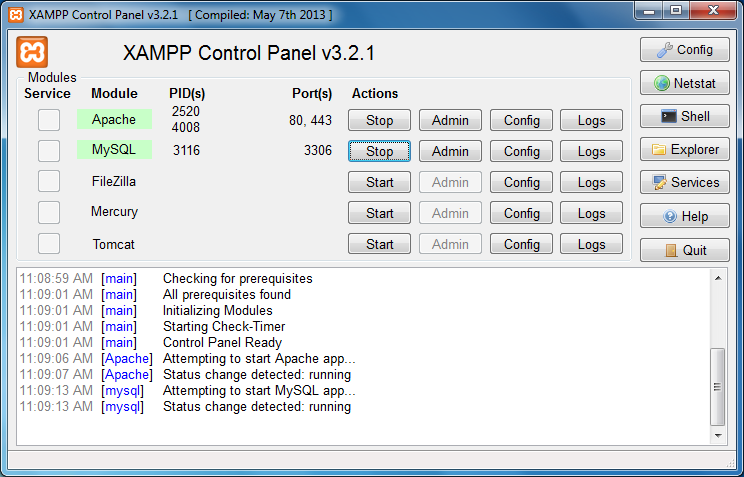 XAMPP Control Panel v3.2.1 [ Compiled: May 7th 2013 ]
XAMPP Control Panel v3.2.1
Config
Modules
Service Module PID(s) Port(s) Actions
Netstat
Apache 2520 4008 80, 443 Stop Admin Config Logs
Shell
MySQL 3116 3306 Stop Admin Config Logs
Explorer
FileZilla Start Admin Config Logs
Services
Mercury Start Admin Config Logs
Help
Tomcat Start Admin Config Logs
Quit
11:08:59 AM [main] Checking for prerequisites
11:09:01 AM [main] All prerequisites found
11:09:01 AM [main] Initializing Modules
11:09:01 AM [main] Starting Check-Timer
11:09:01 AM [main] Control Panel Ready
11:09:06 AM [Apache] Attempting to start Apache app...
11:09:07 AM [Apache] Status change detected: running
11:09:13 AM [mysql] Attempting to start MySQL app...
11:09:13 AM [mysql] Status change detected: running